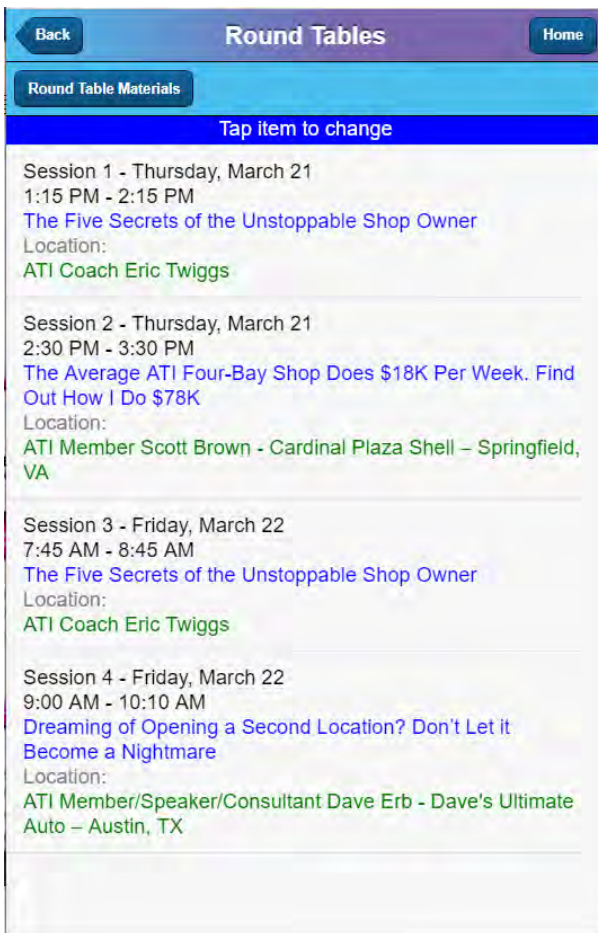 Back
Round Tables
Home
Round Table Materials
Tap item to change
Session 1 - Thursday, March 21
1:15 PM - 2:15 PM
The Five Secrets of the Unstoppable Shop Owner
Location:
ATI Coach Eric Twiggs
Session 2 - Thursday, March 21
2:30 PM - 3:30 PM
The Average ATI Four-Bay Shop Does $18K Per Week. Find
Out How I Do $78K
Location:
ATI Member Scott Brown - Cardinal Plaza Shell – Springfield,
VA
Session 3 - Friday, March 22
7:45 AM - 8:45 AM
The Five Secrets of the Unstoppable Shop Owner
Location:
ATI Coach Eric Twiggs
Session 4 - Friday, March 22
9:00 AM - 10:10 AM
Dreaming of Opening a Second Location? Don’t Let it
Become a Nightmare
Location:
ATI Member/Speaker/Consultant Dave Erb - Dave's Ultimate
Auto – Austin, TX